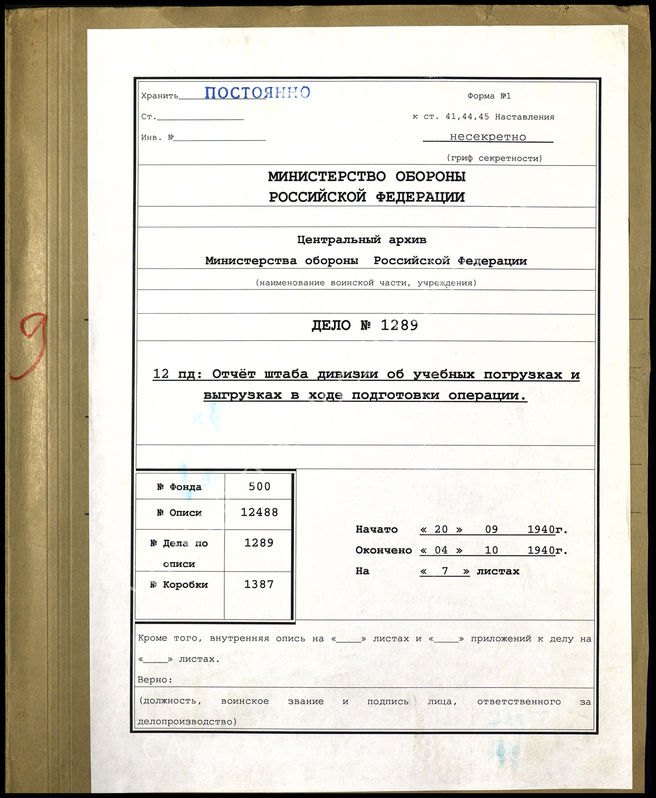 Хранить ПОСТОЯННО
Форма №1
Ст.
к ст. 41,44,45 Наставления
Инв. №
несекретно
(гриф секретности)
МИНИСТЕРСТВО ОБОРОНЫ
РОССИЙСКОЙ ФЕДЕРАЦИИ
Центральный архив
Министерства обороны Российской Федерации
(наименование воинской части, учреждения)
ДЕЛО № 1289
12 пд: Отчёт штаба дивизии об учебных погрузках и
выгрузках в ходе подготовки операции.
№ Фонда 500
№ Описи 12488
№ Дела по
описи
1289
№ Коробки 1387
Начато « 20 » 09 1940г.
Окончено « 04 » 10 1940г.
На « 7 » листах
Кроме того, внутренняя опись на «____» листах и «____» приложений к делу на
«____» листах.
Верно:
(должность, воинское звание и подпись лица, ответственного за
делопроизводство)
9